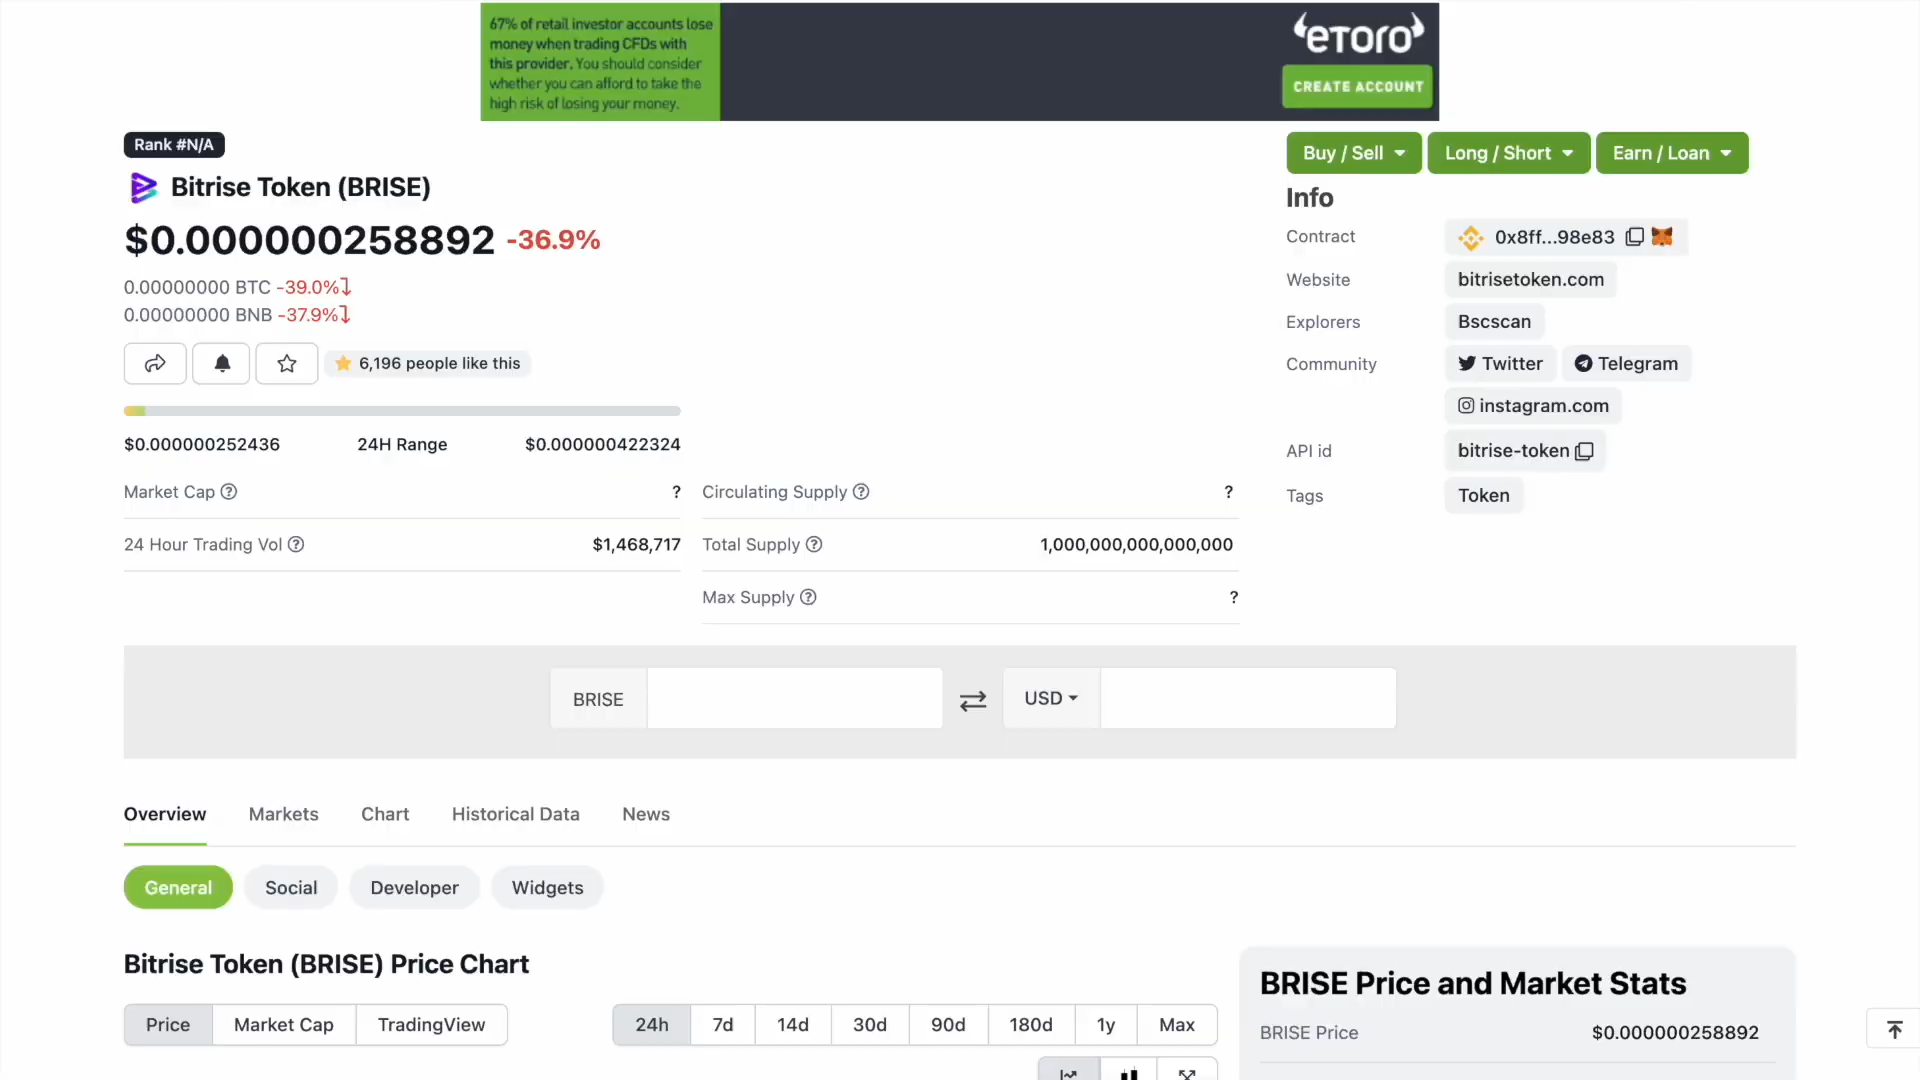 67% of retail investor accounts lose
money when trading CFDs with
this provider. You should consider
whether you can afford to take the
high risk of losing your money.
eToro
CREATE ACCOUNT
Rank #N/A
Bitrise Token (BRISE)
$0.000000258892 -36.9%
0.00000000 BTC -39.0%
0.00000000 BNB -37.9%
6,196 people like this
$0.000000252436 24H Range $0.000000422324
Market Cap ?
24 Hour Trading Vol $1,468,717
Circulating Supply ?
Total Supply 1,000,000,000,000,000
Max Supply ?
Buy / Sell Long / Short Earn / Loan
Info
Contract 0x8ff...98e83
Website bitrisetoken.com
Explorers Bscscan
Community Twitter Telegram
instagram.com
API id bitrise-token
Tags Token
BRISE USD
Overview Markets Chart Historical Data News
General Social Developer Widgets
Bitrise Token (BRISE) Price Chart
Price Market Cap TradingView 24h 7d 14d 30d 90d 180d 1y Max
BRISE Price and Market Stats
BRISE Price $0.000000258892